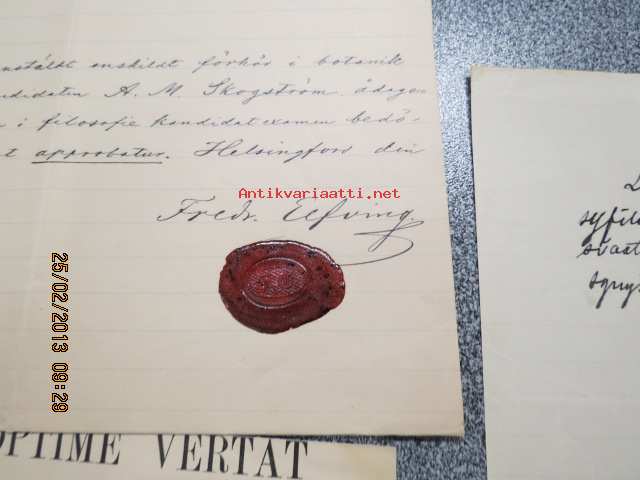 anstäldt enskildt förhör i botanik
kandidaten A. M. Skogström ådaga-
i filosofie kandidatexamen bedö-
t approbatur. Helsingfors den
Antikvariaatti.net
Fredr. Elfving.
25/02/2013 09:29
OPTIME VERTAT